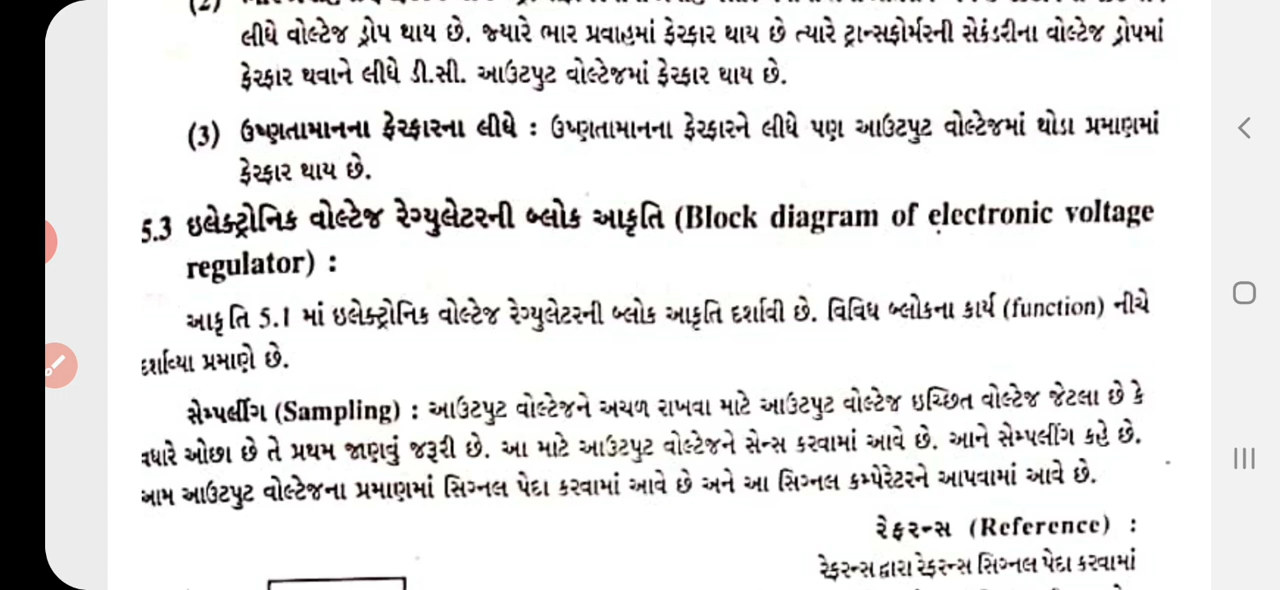 (2)
લીધે વોલ્ટેજ ડ્રોપ થાય છે. જ્યારે ભાર પ્રવાહમાં ફેરફાર થાય છે ત્યારે ટ્રાન્સફોર્મરની સેકંડરીના વોલ્ટેજ ડ્રોપમાં
ફેરફાર થવાને લીધે ડી.સી. આઉટપુટ વોલ્ટેજમાં ફેરફાર થાય છે.
(3) ઉષ્ણતામાનના ફેરફારના લીધે : ઉષ્ણતામાનના ફેરફારને લીધે પણ આઉટપુટ વોલ્ટેજમાં થોડા પ્રમાણમાં
ફેરફાર થાય છે.
5.3 ઇલેક્ટ્રોનિક વોલ્ટેજ રેગ્યુલેટરની બ્લોક આકૃતિ (Block diagram of electronic voltage
regulator) :
આકૃતિ 5.1 માં ઇલેક્ટ્રોનિક વોલ્ટેજ રેગ્યુલેટરની બ્લોક આકૃતિ દર્શાવી છે. વિવિધ બ્લોકના કાર્ય (function) નીચે
દર્શાવ્યા પ્રમાણે છે.
સેમ્પલીંગ (Sampling) : આઉટપુટ વોલ્ટેજને અચળ રાખવા માટે આઉટપુટ વોલ્ટેજ ઇચ્છિત વોલ્ટેજ જેટલા છે કે
વધારે ઓછા છે તે પ્રથમ જાણવું જરૂરી છે. આ માટે આઉટપુટ વોલ્ટેજને સેન્સ કરવામાં આવે છે. આને સેમ્પલીંગ કહે છે.
આમ આઉટપુટ વોલ્ટેજના પ્રમાણમાં સિગ્નલ પેદા કરવામાં આવે છે અને આ સિગ્નલ કમ્પેરેટરને આપવામાં આવે છે.
રેફરન્સ (Reference) :
રેફરન્સ દ્વારા રેફરન્સ સિગ્નલ પેદા કરવામાં